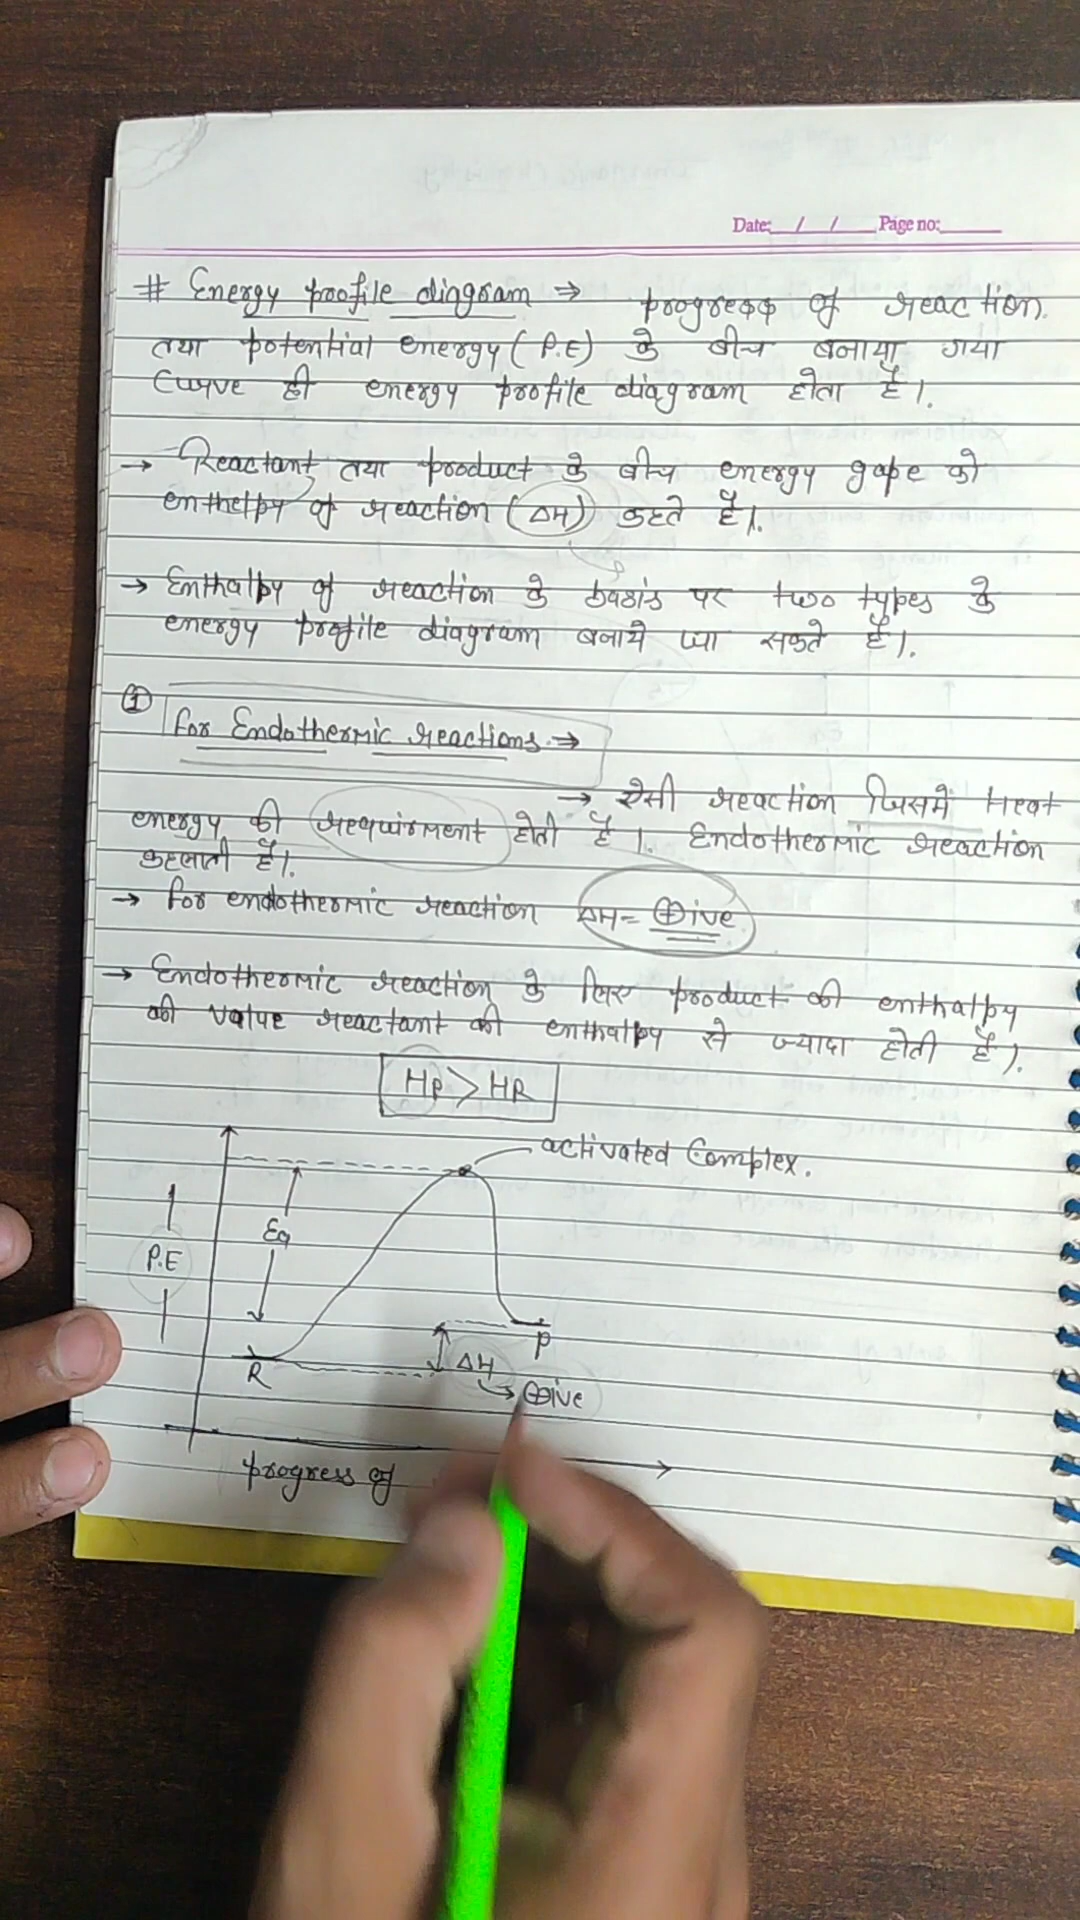 Date: / / Page no:
# Energy profile diagram → progress of reaction
तथा potential energy (P.E) के बीच बनाया गया
Curve ही energy profile diagram होता है।.
→ Reactant तथा product के बीच energy gape को
enthelpy of reaction (ΔH) कहते है।.
→ Enthalpy of reaction के basis पर two types के
energy profile diagram बनाये जा सकते है।.
① for Endothermic reactions. →
→ ऐसी reaction जिसमें Heat
energy की requirment होती है।. Endothermic reaction
कहलाती है।.
→ for endothermic reaction ΔH = ⊕ive
→ Endothermic reaction के लिए product की enthalpy
की value reactant की enthalpy से ज्यादा होती है।.
Hp > HR
activated Complex.
Ea
P.E
P
R
ΔH
→ ⊕ive
progress of